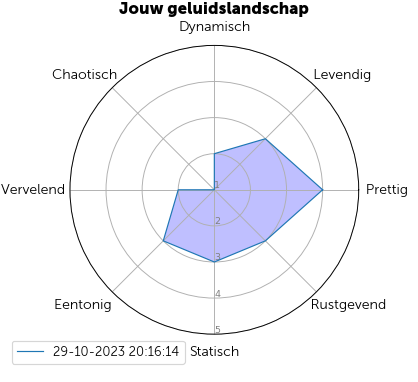 Jouw geluidslandschap
Dynamisch
Chaotisch
Levendig
Vervelend
1
Prettig
2
3
4
Eentonig
Rustgevend
5
29-10-2023 20:16:14
Statisch